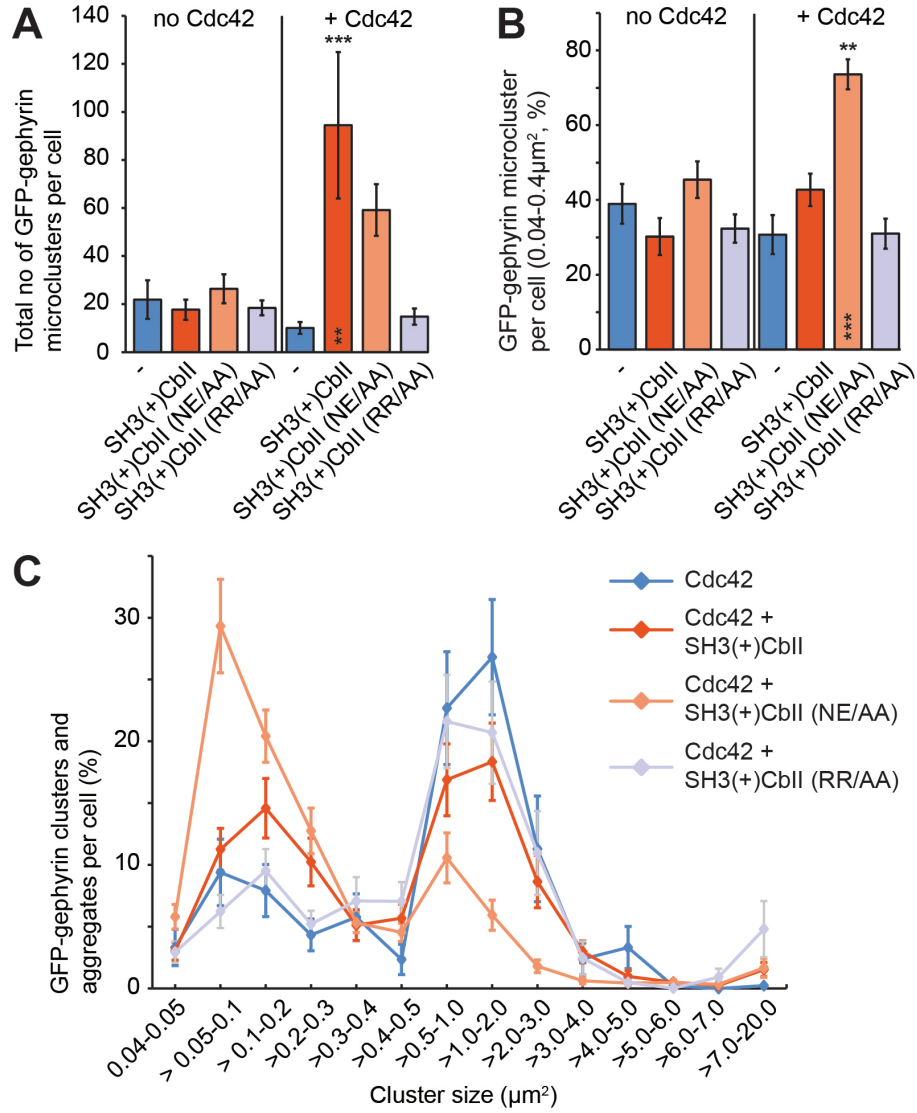 A
no Cdc42
+ Cdc42
Total no of GFP-gephyrin
microclusters per cell
140
120
100
80
60
40
20
0
***
**
-
SH3(+)CbII
SH3(+)CbII (NE/AA)
SH3(+)CbII (RR/AA)
-
SH3(+)CbII
SH3(+)CbII (NE/AA)
SH3(+)CbII (RR/AA)
B
no Cdc42
+ Cdc42
GFP-gephyrin microcluster
per cell (0.04-0.4µm², %)
80
60
40
20
0
**
***
-
SH3(+)CbII
SH3(+)CbII (NE/AA)
SH3(+)CbII (RR/AA)
-
SH3(+)CbII
SH3(+)CbII (NE/AA)
SH3(+)CbII (RR/AA)
C
GFP-gephyrin clusters and
aggregates per cell (%)
30
20
10
0
Cdc42
Cdc42 +
SH3(+)CbII
Cdc42 +
SH3(+)CbII (NE/AA)
Cdc42 +
SH3(+)CbII (RR/AA)
0.04-0.05
> 0.05-0.1
> 0.1-0.2
>0.2-0.3
>0.3-0.4
>0.4-0.5
>0.5-1.0
>1.0-2.0
>2.0-3.0
>3.0-4.0
>4.0-5.0
>5.0-6.0
>6.0-7.0
>7.0-20.0
Cluster size (µm²)